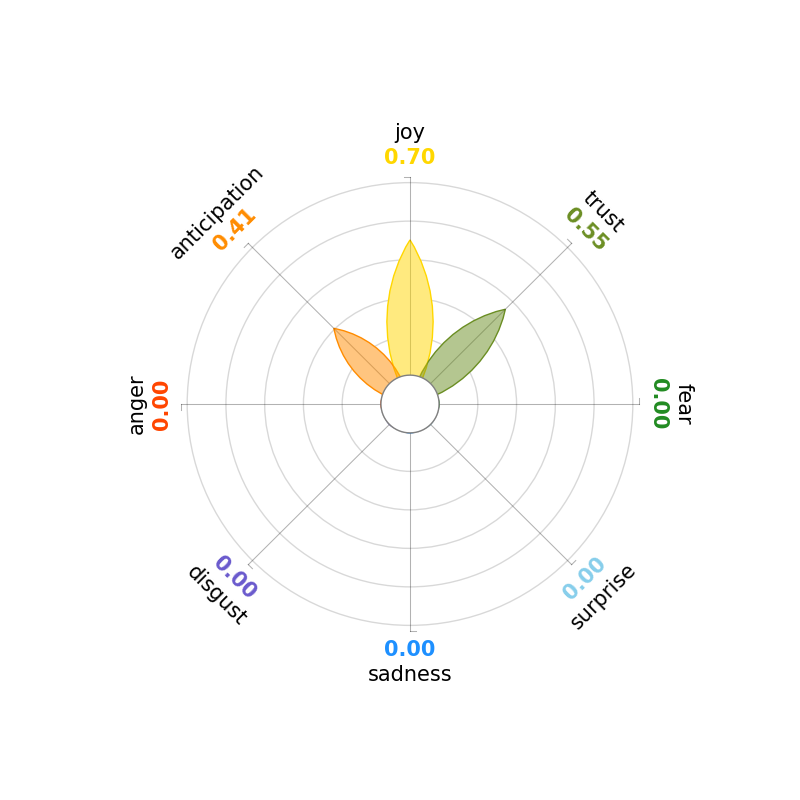 joy
0.70
trust
0.55
fear
0.00
surprise
0.00
sadness
0.00
disgust
0.00
anger
0.00
anticipation
0.41